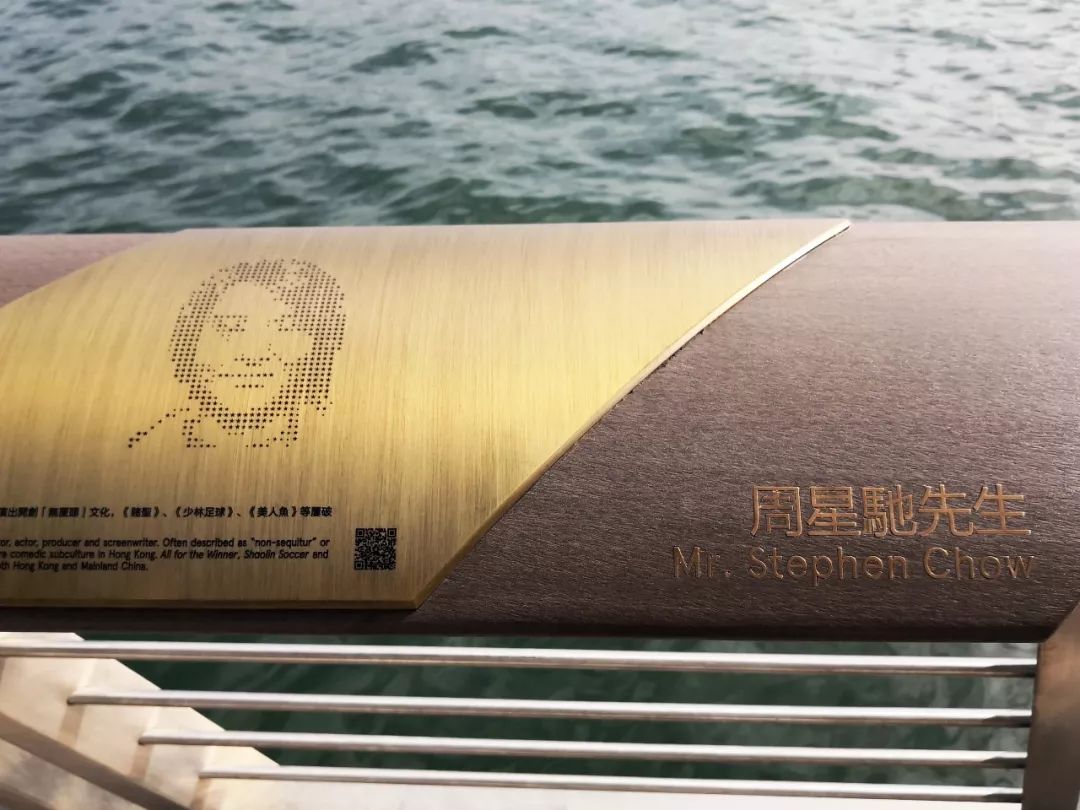 演出開創「無厘頭」文化，《賭聖》、《少林足球》、《美人魚》等屢破
or, actor, producer and screenwriter. Often described as "non-sequitur" or
re comedic subculture in Hong Kong. All for the Winner, Shaolin Soccer and
oth Hong Kong and Mainland China.
周星馳先生
Mr. Stephen Chow